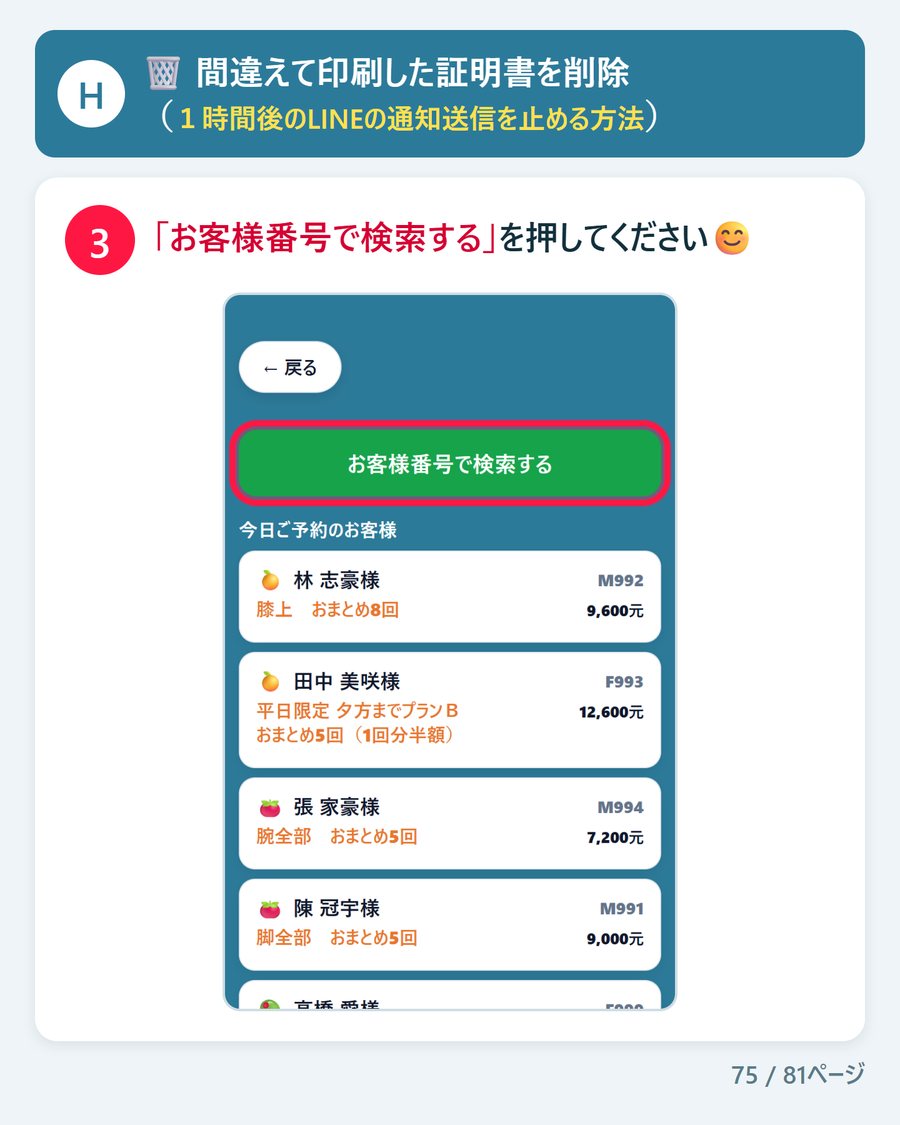 H
間違えて印刷した証明書を削除
(1時間後のLINEの通知送信を止める方法)
3
「お客様番号で検索する」を押してください
← 戻る
お客様番号で検索する
今日ご予約のお客様
林 志豪様 M992
膝上 おまとめ8回 9,600元
田中 美咲様 F993
平日限定 夕方までプランB 12,600元
おまとめ5回(1回分半額)
張 家豪様 M994
腕全部 おまとめ5回 7,200元
陳 冠宇様 M991
脚全部 おまとめ5回 9,000元
高橋 愛様
75 / 81ページ